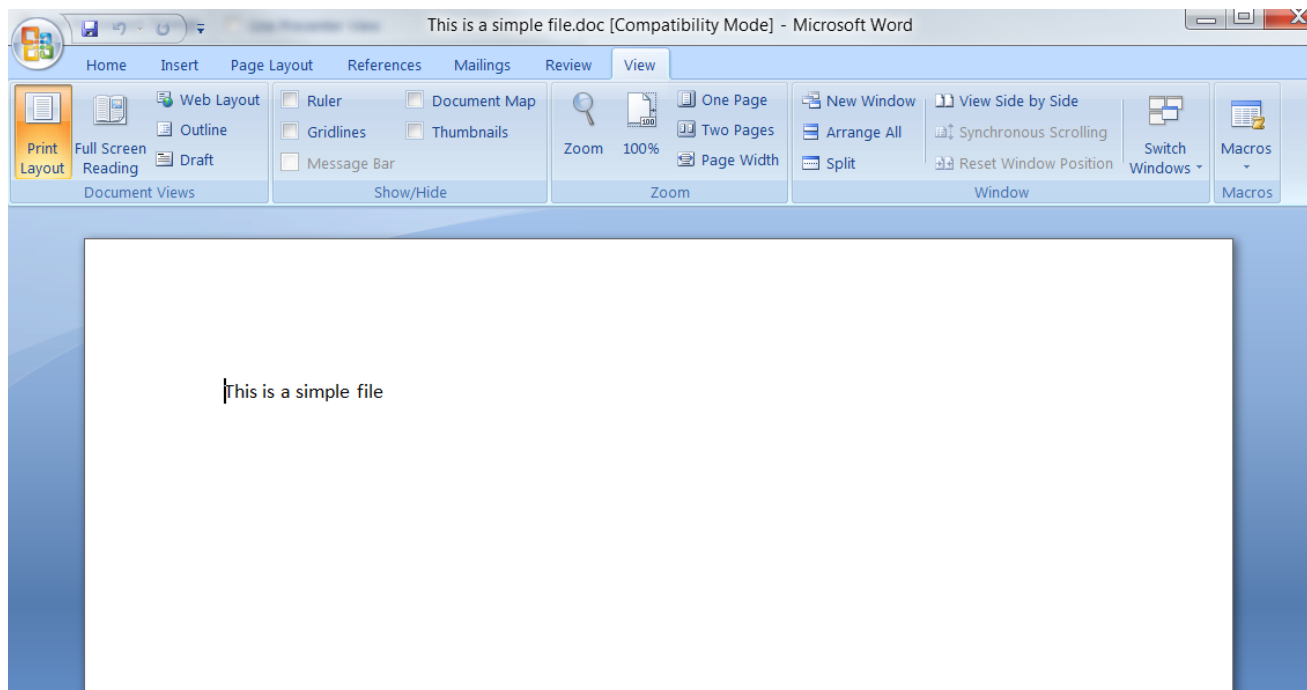 This is a simple file.doc [Compatibility Mode] - Microsoft Word
Home Insert Page Layout References Mailings Review View
Print Layout
Full Screen Reading
Web Layout
Outline
Draft
Document Views
Ruler
Gridlines
Message Bar
Document Map
Thumbnails
Show/Hide
Zoom
100%
100
One Page
Two Pages
Page Width
Zoom
New Window
Arrange All
Split
View Side by Side
Synchronous Scrolling
Reset Window Position
Switch Windows
Window
Macros
Macros
This is a simple file